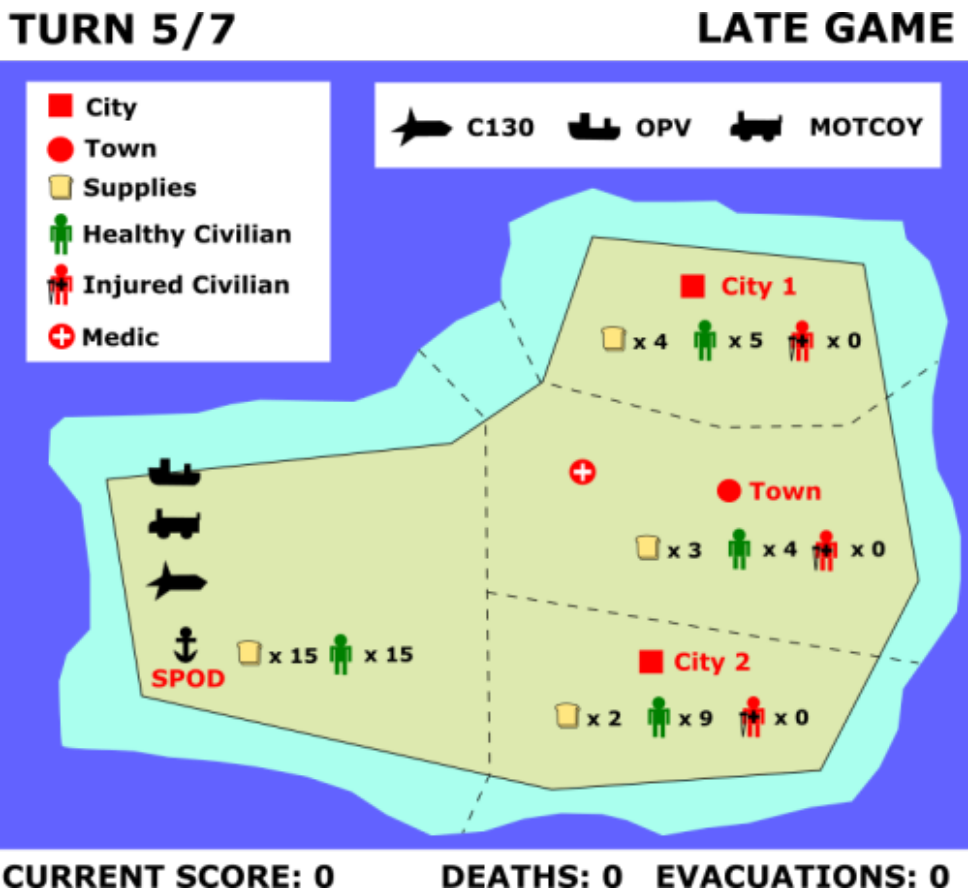 TURN 5/7 LATE GAME
City
Town
Supplies
Healthy Civilian
Injured Civilian
Medic
C130 OPV MOTCOY
City 1
x 4 x 5 x 0
Town
x 3 x 4 x 0
SPOD
x 15 x 15
City 2
x 2 x 9 x 0
CURRENT SCORE: 0 DEATHS: 0 EVACUATIONS: 0